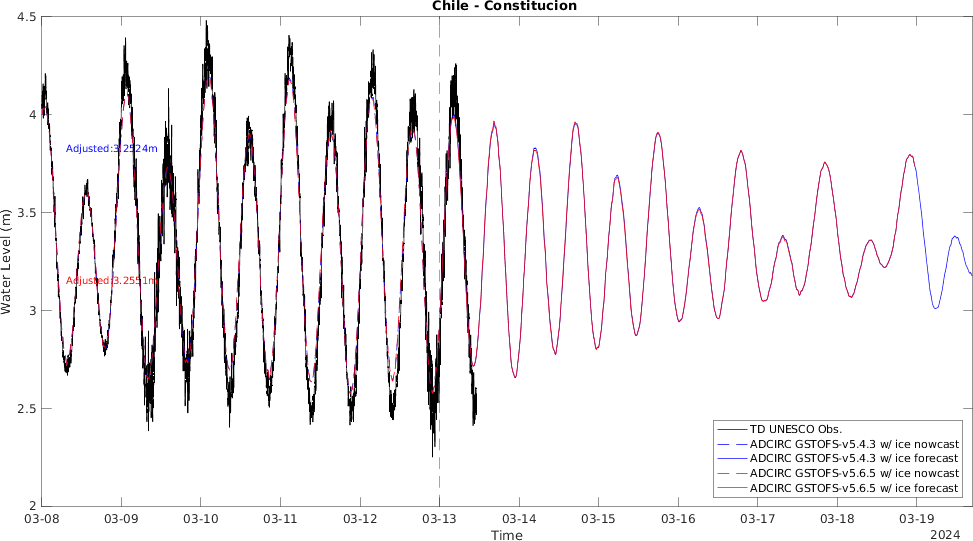 Chile - Constitucion
4.5
4
3.5
3
2.5
2
Water Level (m)
Adjusted:3.2524m
Adjusted:3.2551m
TD UNESCO Obs.
ADCIRC GSTOFS-v5.4.3 w/ ice nowcast
ADCIRC GSTOFS-v5.4.3 w/ ice forecast
ADCIRC GSTOFS-v5.6.5 w/ ice nowcast
ADCIRC GSTOFS-v5.6.5 w/ ice forecast
03-08 03-09 03-10 03-11 03-12 03-13 03-14 03-15 03-16 03-17 03-18 03-19
Time
2024